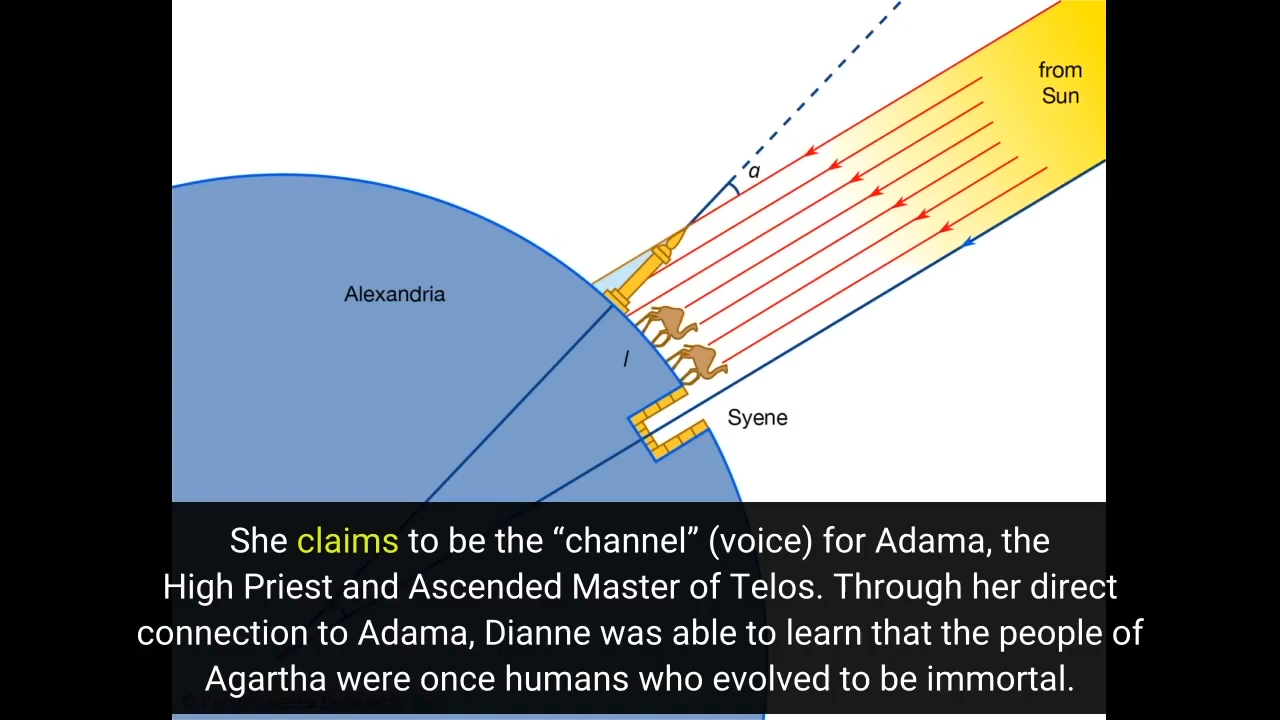 from
Sun
a
Alexandria
l
Syene
She claims to be the “channel” (voice) for Adama, the
High Priest and Ascended Master of Telos. Through her direct
connection to Adama, Dianne was able to learn that the people of
Agartha were once humans who evolved to be immortal.